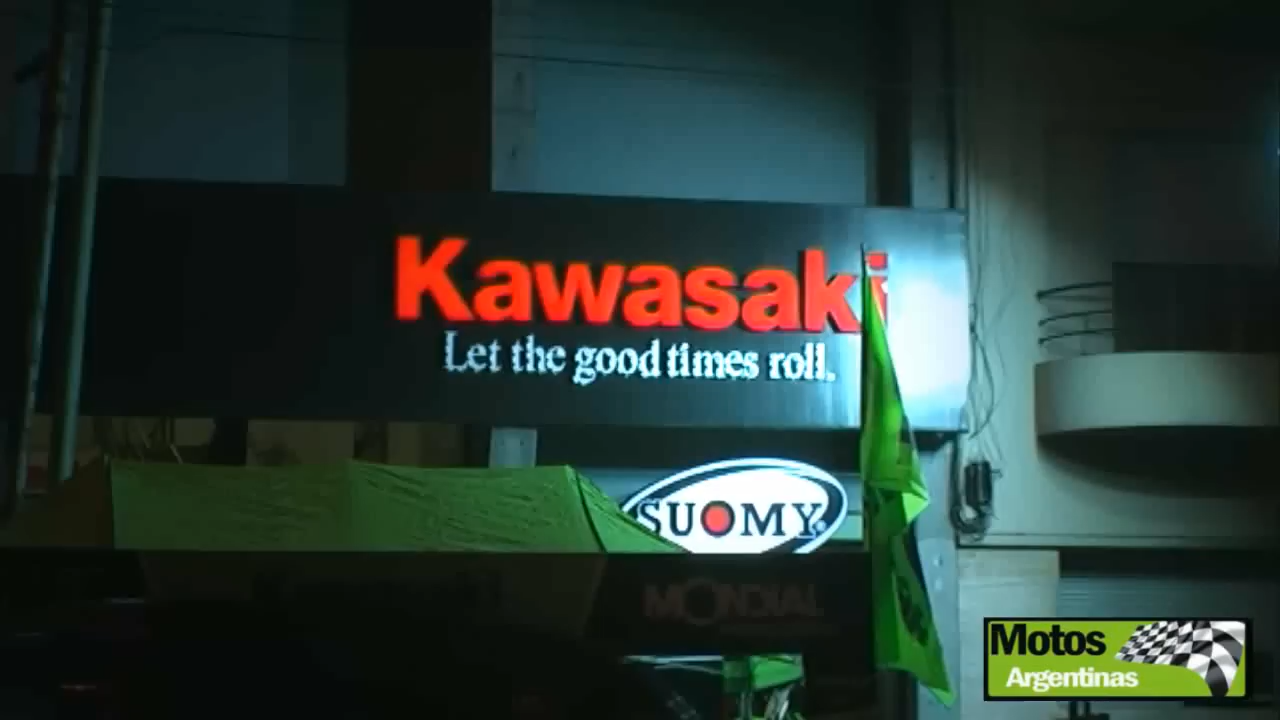 Kawasaki
Let the good times roll.
SUOMY®
MONDIAL
Motos
Argentinas